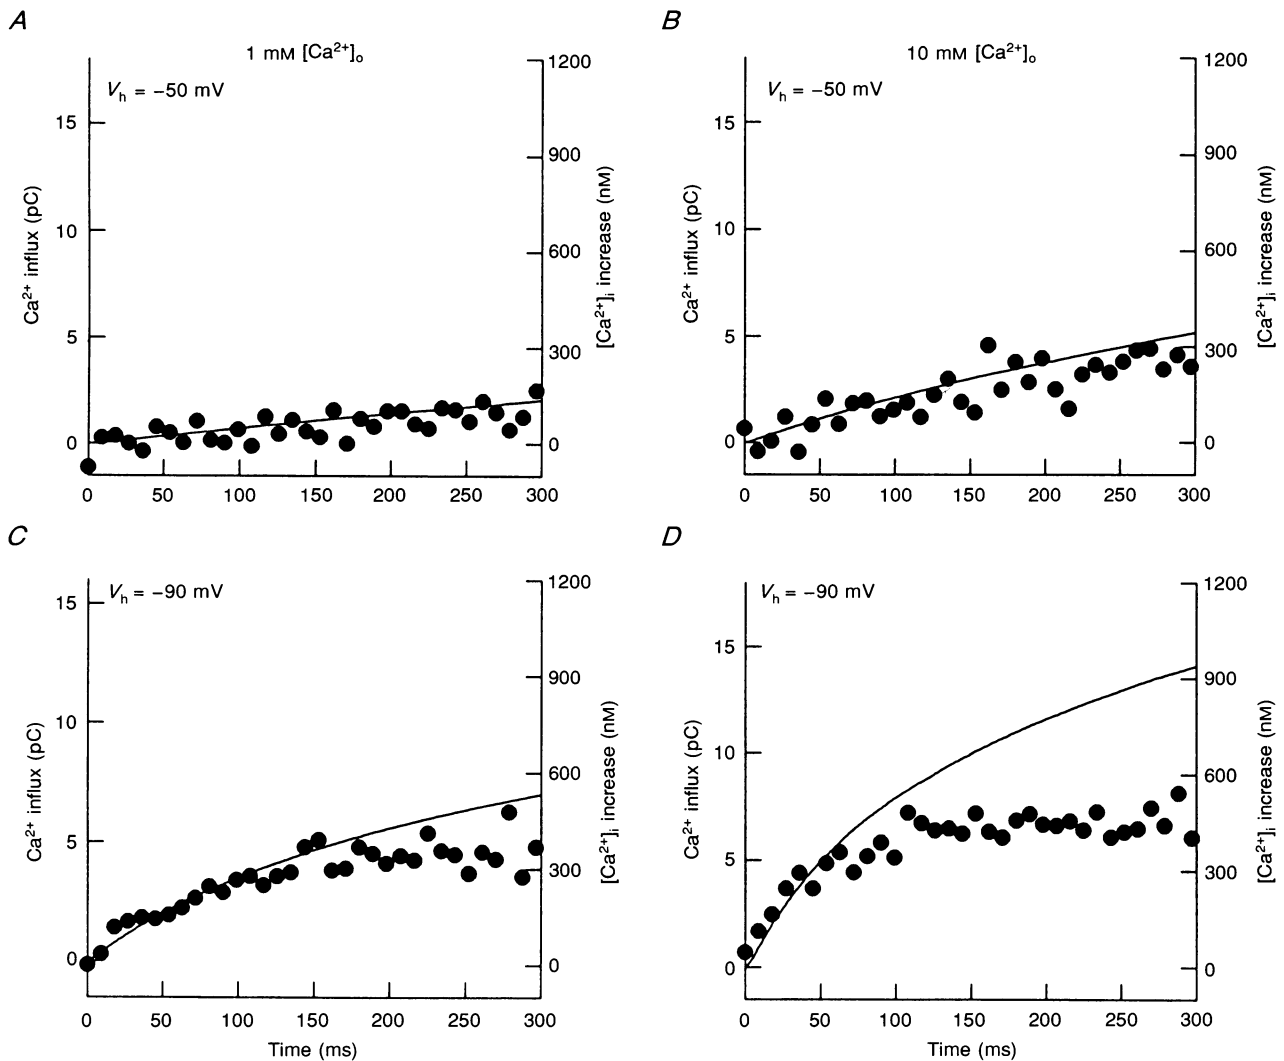 A
1 mM [Ca²⁺]ₒ
Vₕ = −50 mV
15
10
5
0
Ca²⁺ influx (pC)
1200
900
600
300
0
[Ca²⁺]ᵢ increase (nM)
0 50 100 150 200 250 300
B
10 mM [Ca²⁺]ₒ
Vₕ = −50 mV
15
10
5
0
Ca²⁺ influx (pC)
1200
900
600
300
0
[Ca²⁺]ᵢ increase (nM)
0 50 100 150 200 250 300
C
Vₕ = −90 mV
15
10
5
0
Ca²⁺ influx (pC)
1200
900
600
300
0
[Ca²⁺]ᵢ increase (nM)
0 50 100 150 200 250 300
Time (ms)
D
Vₕ = −90 mV
15
10
5
0
Ca²⁺ influx (pC)
1200
900
600
300
0
[Ca²⁺]ᵢ increase (nM)
0 50 100 150 200 250 300
Time (ms)